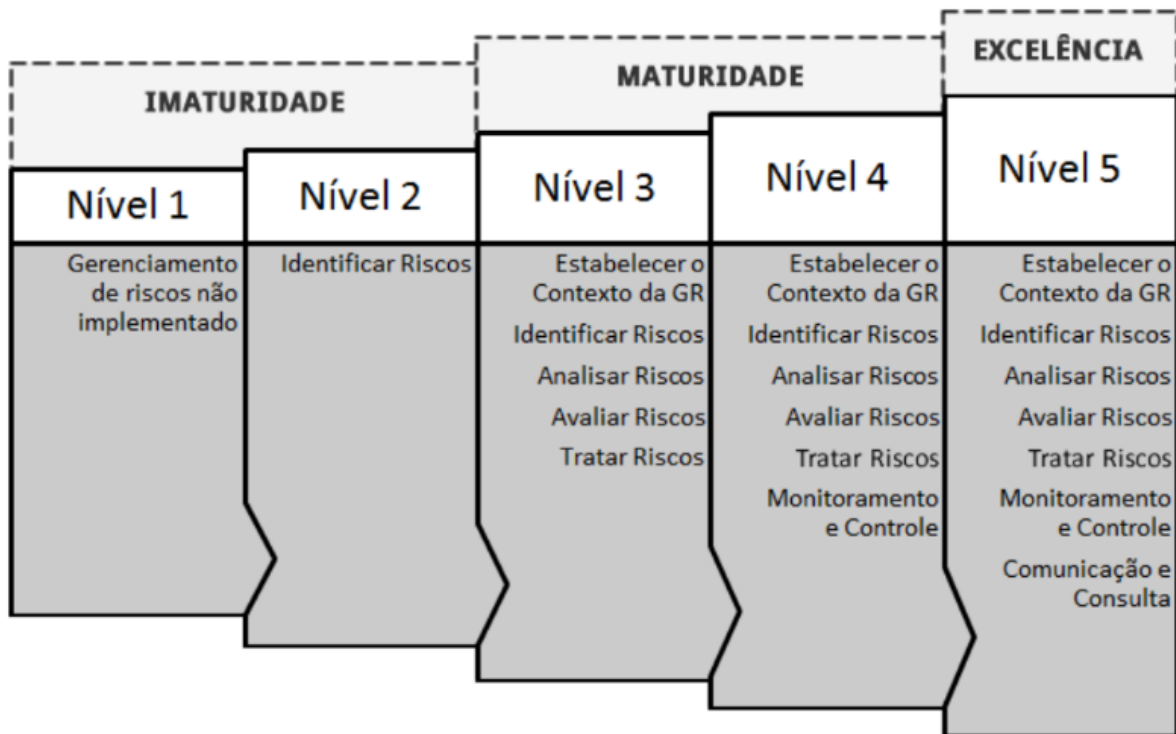 IMATURIDADE
MATURIDADE
EXCELÊNCIA
Nível 1
Nível 2
Nível 3
Nível 4
Nível 5
Gerenciamento
de riscos não
implementado
Identificar Riscos
Estabelecer o
Contexto da GR
Identificar Riscos
Analisar Riscos
Avaliar Riscos
Tratar Riscos
Estabelecer o
Contexto da GR
Identificar Riscos
Analisar Riscos
Avaliar Riscos
Tratar Riscos
Monitoramento
e Controle
Estabelecer o
Contexto da GR
Identificar Riscos
Analisar Riscos
Avaliar Riscos
Tratar Riscos
Monitoramento
e Controle
Comunicação e
Consulta